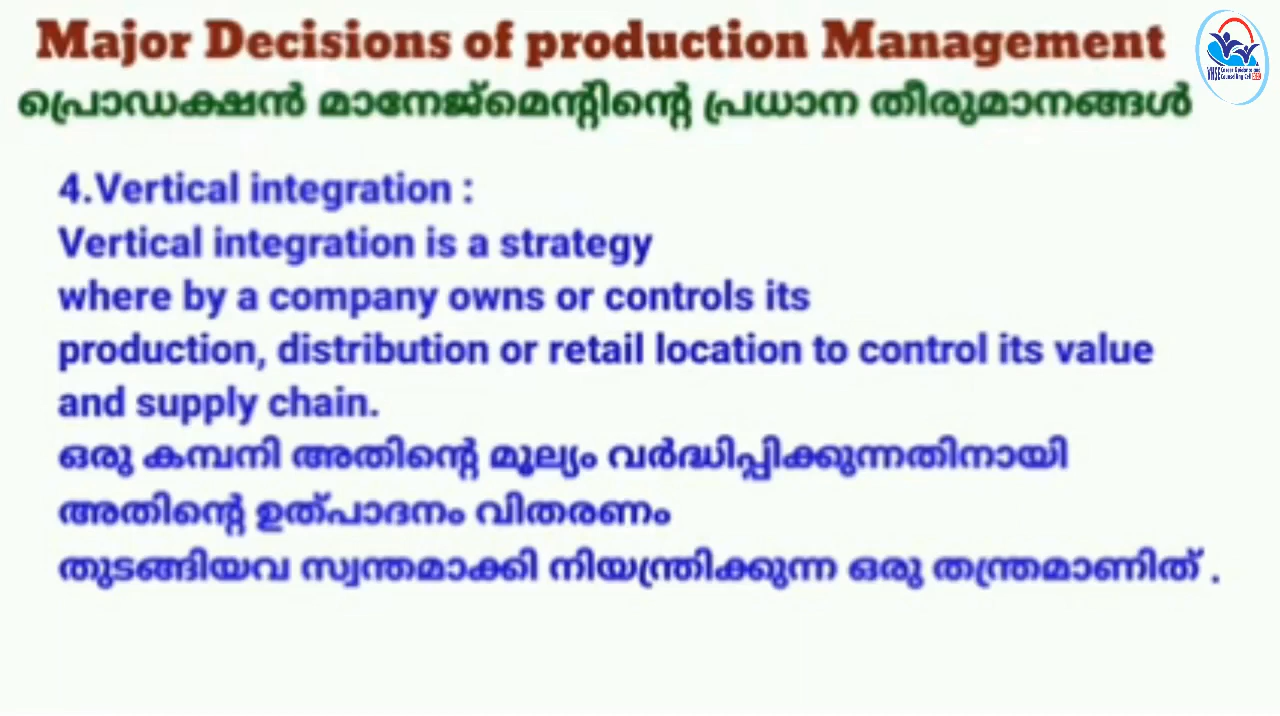 Major Decisions of production Management
പ്രൊഡക്ഷൻ മാനേജ്മെന്റിന്റെ പ്രധാന തീരുമാനങ്ങൾ
4.Vertical integration :
Vertical integration is a strategy
where by a company owns or controls its
production, distribution or retail location to control its value
and supply chain.
ഒരു കമ്പനി അതിന്റെ മൂല്യം വർദ്ധിപ്പിക്കുന്നതിനായി
അതിന്റെ ഉത്പാദനം വിതരണം
തുടങ്ങിയവ സ്വന്തമാക്കി നിയന്ത്രിക്കുന്ന ഒരു തന്ത്രമാണിത് .